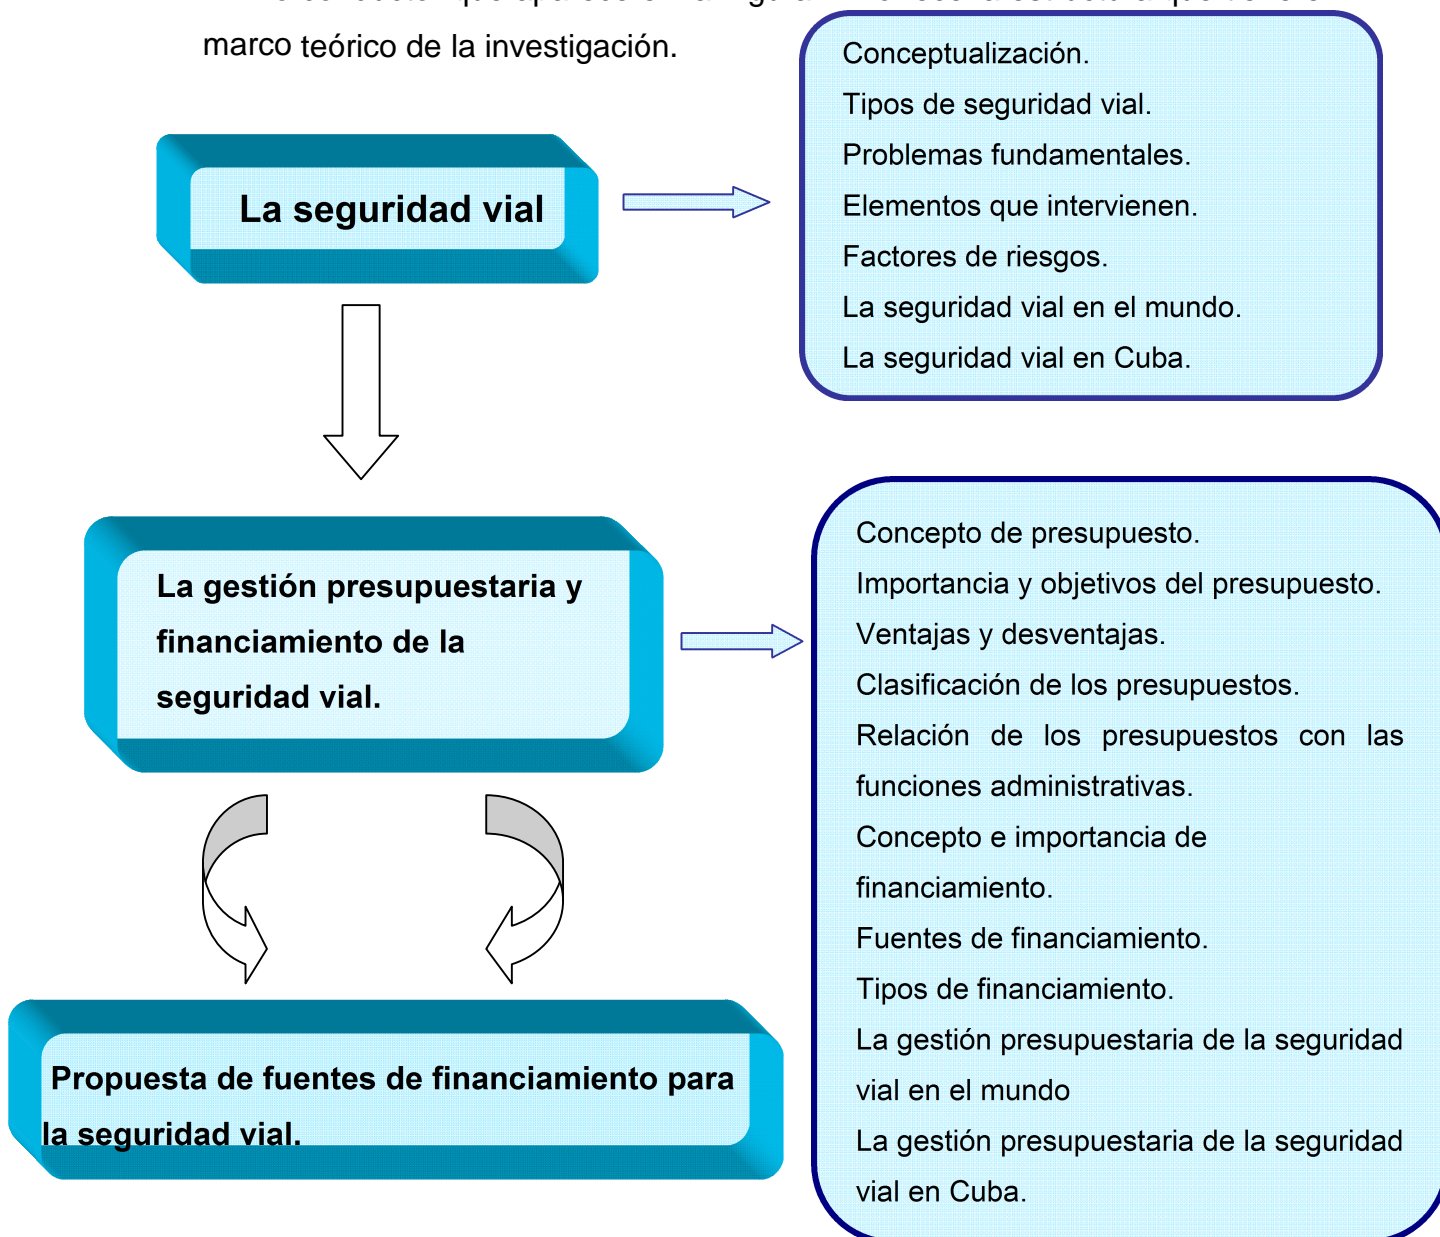 marco teórico de la investigación.
La seguridad vial
Conceptualización.
Tipos de seguridad vial.
Problemas fundamentales.
Elementos que intervienen.
Factores de riesgos.
La seguridad vial en el mundo.
La seguridad vial en Cuba.
La gestión presupuestaria y
financiamiento de la
seguridad vial.
Concepto de presupuesto.
Importancia y objetivos del presupuesto.
Ventajas y desventajas.
Clasificación de los presupuestos.
Relación de los presupuestos con las
funciones administrativas.
Concepto e importancia de
financiamiento.
Fuentes de financiamiento.
Tipos de financiamiento.
La gestión presupuestaria de la seguridad
vial en el mundo
La gestión presupuestaria de la seguridad
vial en Cuba.
Propuesta de fuentes de financiamiento para
la seguridad vial.